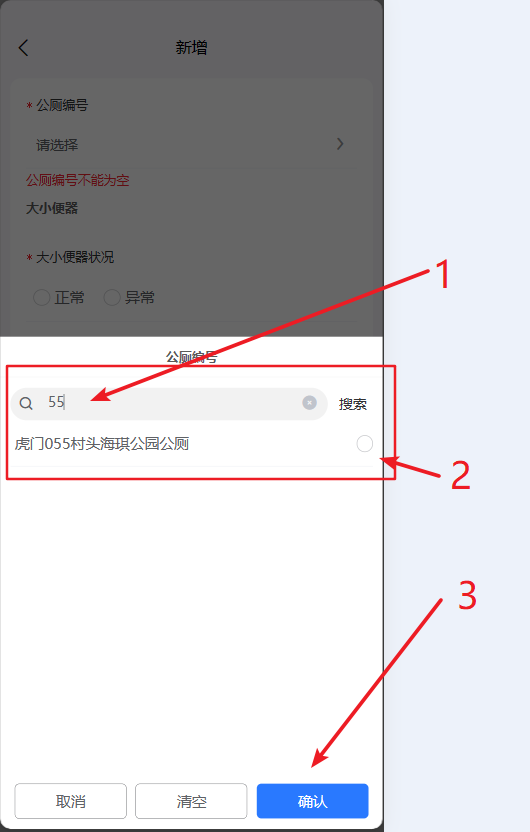 新增
* 公厕编号
请选择
公厕编号不能为空
大小便器
* 大小便器状况
正常 异常
1
公厕编号
55 搜索
虎门055村头海琪公园公厕
2
3
取消 清空 确认